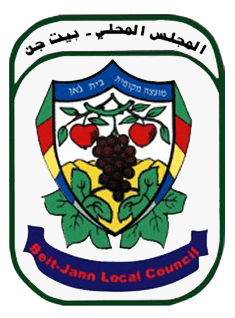 المجلس المحلي - بيت جن
מועצה מקומית בית ג'אן
Beit-Jann Local Council